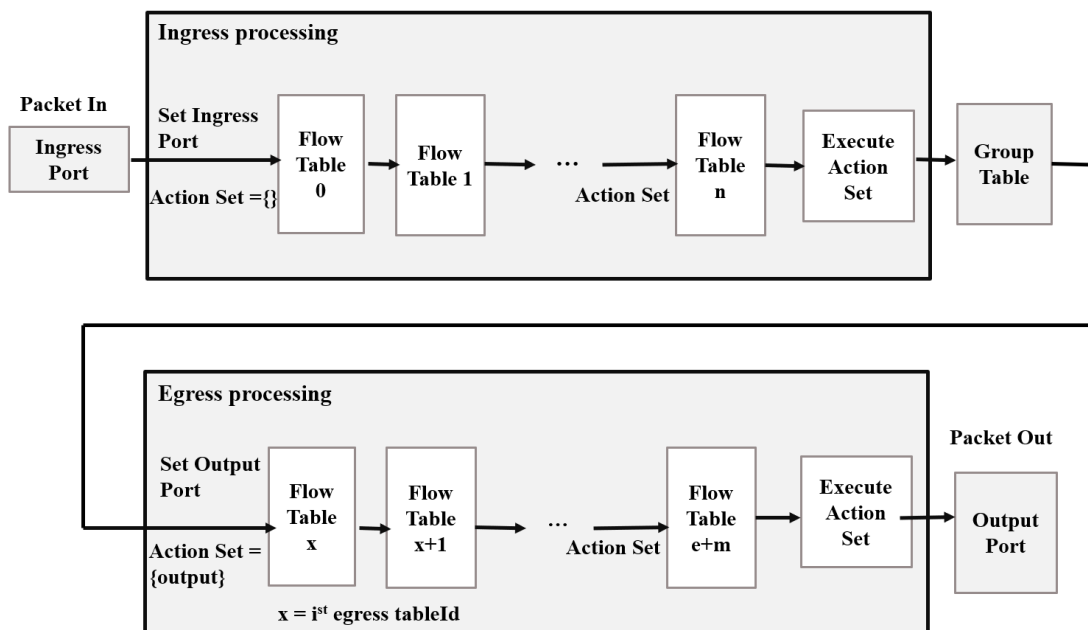 Ingress processing
Packet In
Ingress
Port
Set Ingress
Port
Action Set ={}
Flow
Table
0
Flow
Table 1
...
Action Set
Flow
Table
n
Execute
Action
Set
Group
Table
Egress processing
Set Output
Port
Action Set =
{output}
Flow
Table
x
x = iˢᵗ egress tableId
Flow
Table
x+1
...
Action Set
Flow
Table
e+m
Execute
Action
Set
Packet Out
Output
Port